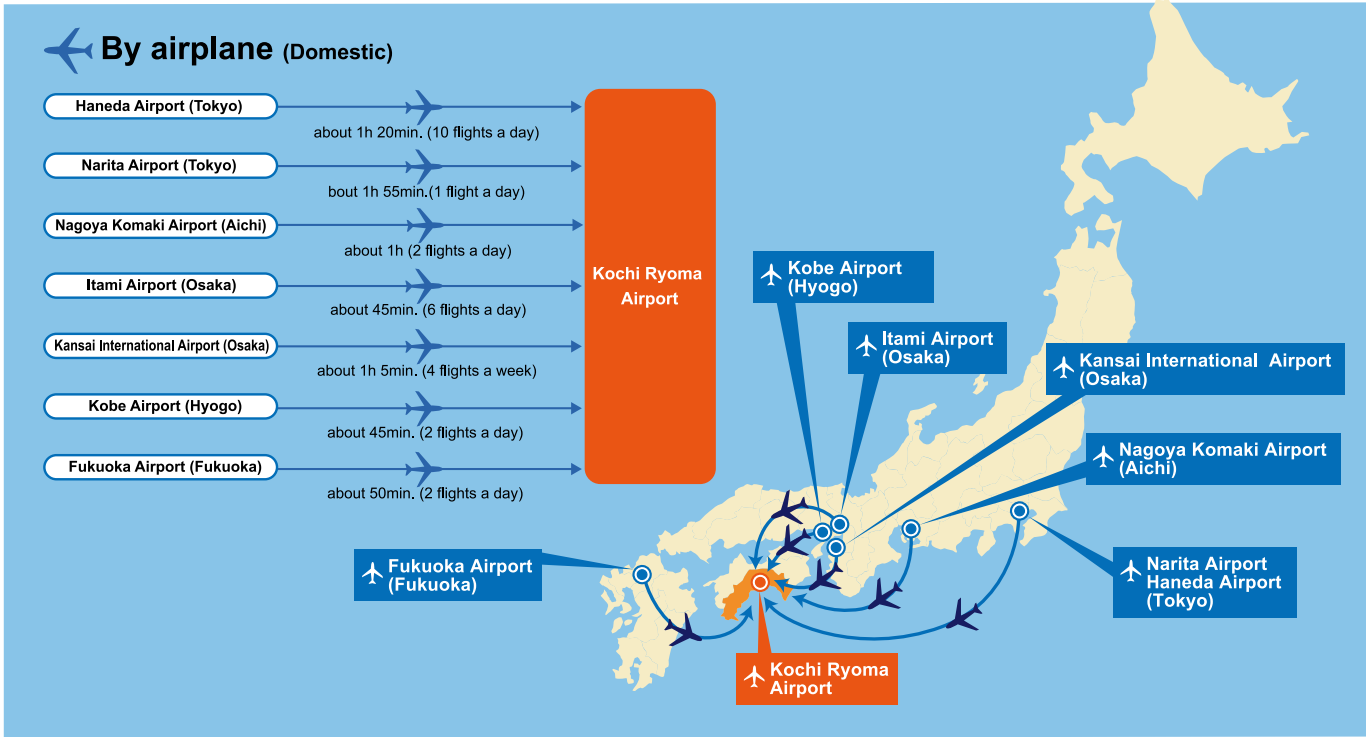 By airplane (Domestic)
Haneda Airport (Tokyo)
about 1h 20min. (10 flights a day)
Narita Airport (Tokyo)
bout 1h 55min.(1 flight a day)
Nagoya Komaki Airport (Aichi)
about 1h (2 flights a day)
Itami Airport (Osaka)
about 45min. (6 flights a day)
Kansai International Airport (Osaka)
about 1h 5min. (4 flights a week)
Kobe Airport (Hyogo)
about 45min. (2 flights a day)
Fukuoka Airport (Fukuoka)
about 50min. (2 flights a day)
Kochi Ryoma
Airport
Kobe Airport
(Hyogo)
Itami Airport
(Osaka)
Kansai International Airport
(Osaka)
Nagoya Komaki Airport
(Aichi)
Fukuoka Airport
(Fukuoka)
Narita Airport
Haneda Airport
(Tokyo)
Kochi Ryoma
Airport